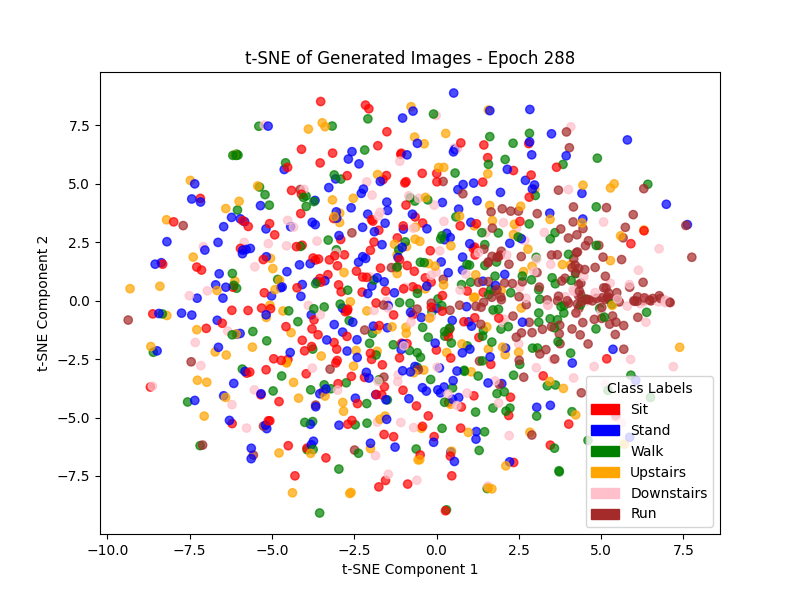 t-SNE of Generated Images - Epoch 288
t-SNE Component 2
7.5
5.0
2.5
0.0
−2.5
−5.0
−7.5
−10.0
−7.5
−5.0
−2.5
0.0
2.5
5.0
7.5
t-SNE Component 1
Class Labels
Sit
Stand
Walk
Upstairs
Downstairs
Run